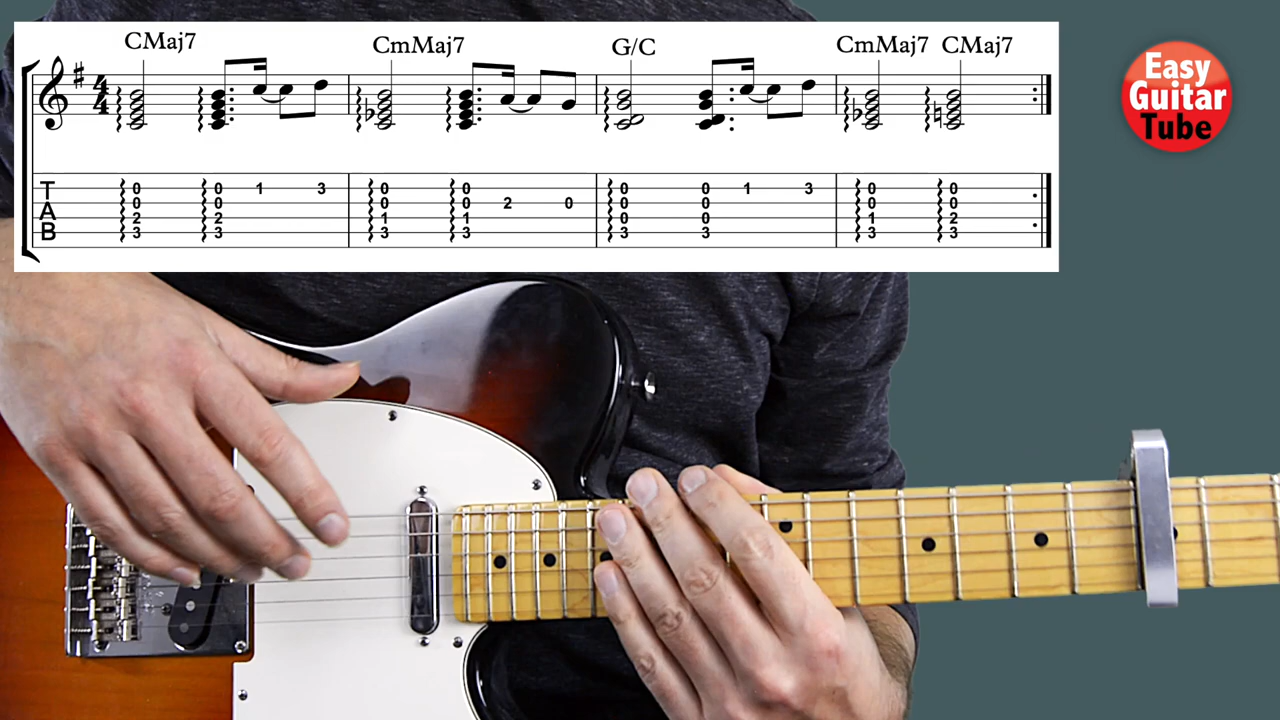 CMaj7 CmMaj7 G/C CmMaj7 CMaj7
4
4
T 0 0 1 3 0 0 0 0 1 3 0 0
A 0 0 0 0 2 0 0 0 0 0
B 2 2 1 1 0 0 1 2
3 3 3 3 3 3 3 3
Easy
Guitar
Tube